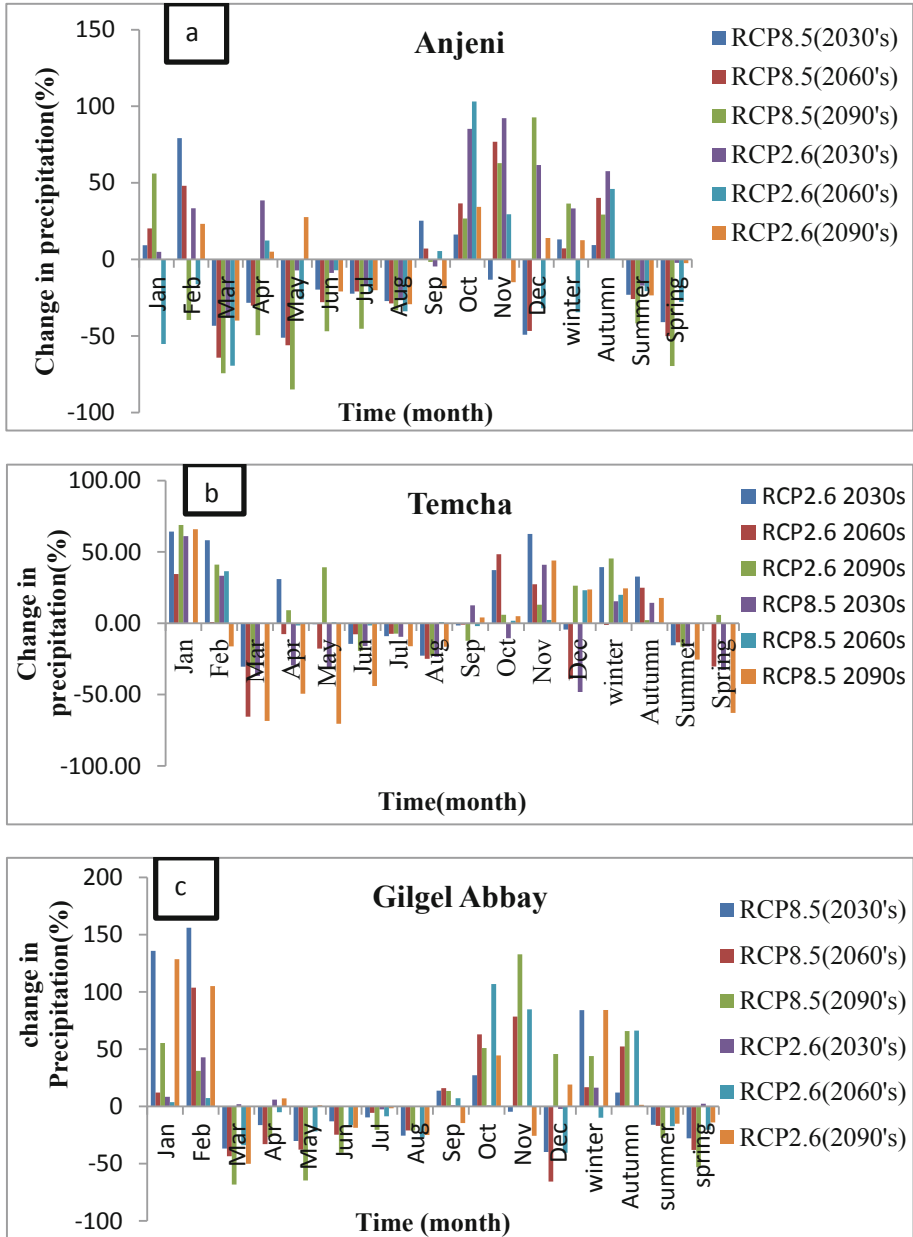 a
Anjeni
150
100
50
0
-50
-100
Change in precipitation(%)
Jan
Feb
Mar
Apr
May
Jun
Jul
Aug
Sep
Oct
Nov
Dec
winter
Autumn
Summer
Spring
Time (month)
RCP8.5(2030's)
RCP8.5(2060's)
RCP8.5(2090's)
RCP2.6(2030's)
RCP2.6(2060's)
RCP2.6(2090's)
b
Temcha
100.00
50.00
0.00
-50.00
-100.00
Change in
precipitation(%)
Jan
Feb
Mar
Apr
May
Jun
Jul
Aug
Sep
Oct
Nov
Dec
winter
Autumn
Summer
Spring
Time(month)
RCP2.6 2030s
RCP2.6 2060s
RCP2.6 2090s
RCP8.5 2030s
RCP8.5 2060s
RCP8.5 2090s
c
Gilgel Abbay
200
150
100
50
0
-50
-100
change in
Precipitation(%)
Jan
Feb
Mar
Apr
May
Jun
Jul
Aug
Sep
Oct
Nov
Dec
winter
Autumn
summer
spring
Time (month)
RCP8.5(2030's)
RCP8.5(2060's)
RCP8.5(2090's)
RCP2.6(2030's)
RCP2.6(2060's)
RCP2.6(2090's)